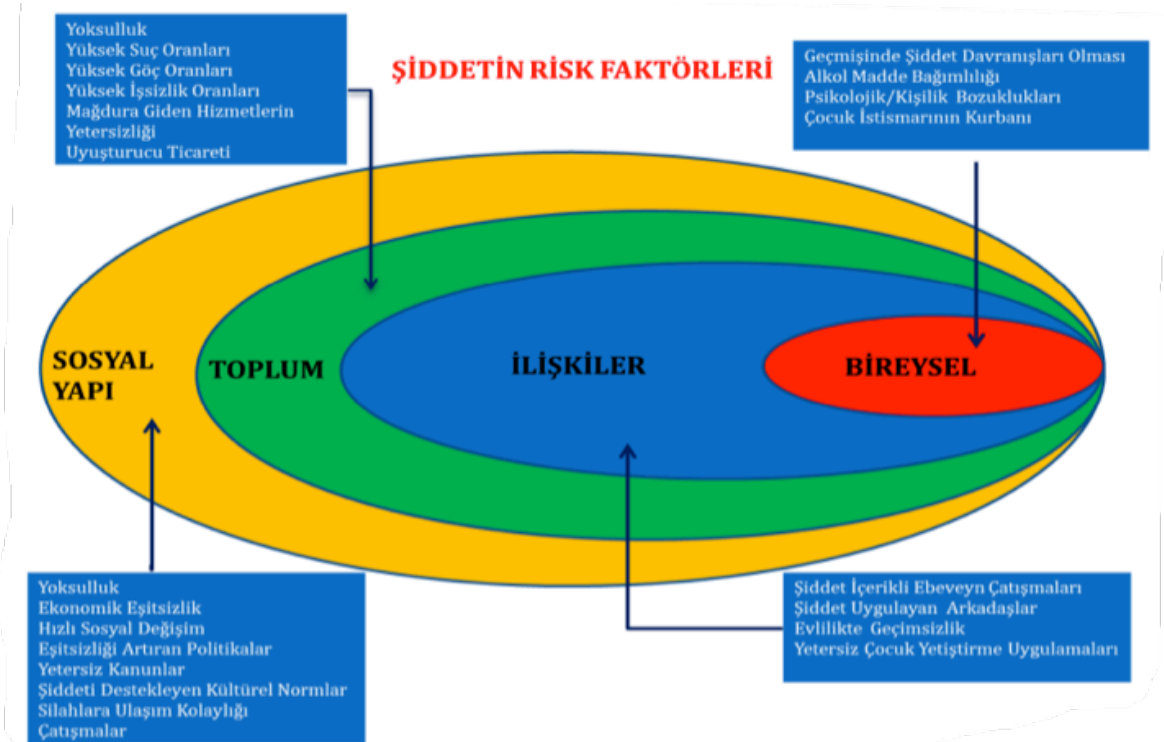 Yoksulluk
Yüksek Suç Oranları
Yüksek Göç Oranları
Yüksek İşsizlik Oranları
Mağdura Giden Hizmetlerin
Yetersizliği
Uyuşturucu Ticareti
ŞİDDETİN RİSK FAKTÖRLERİ
Geçmişinde Şiddet Davranışları Olması
Alkol Madde Bağımlılığı
Psikolojik/Kişilik Bozuklukları
Çocuk İstismarının Kurbanı
SOSYAL
YAPI
TOPLUM
İLİŞKİLER
BİREYSEL
Yoksulluk
Ekonomik Eşitsizlik
Hızlı Sosyal Değişim
Eşitsizliği Artıran Politikalar
Yetersiz Kanunlar
Şiddeti Destekleyen Kültürel Normlar
Silahlara Ulaşım Kolaylığı
Çatışmalar
Şiddet İçerikli Ebeveyn Çatışmaları
Şiddet Uygulayan Arkadaşlar
Evlilikte Geçimsizlik
Yetersiz Çocuk Yetiştirme Uygulamaları